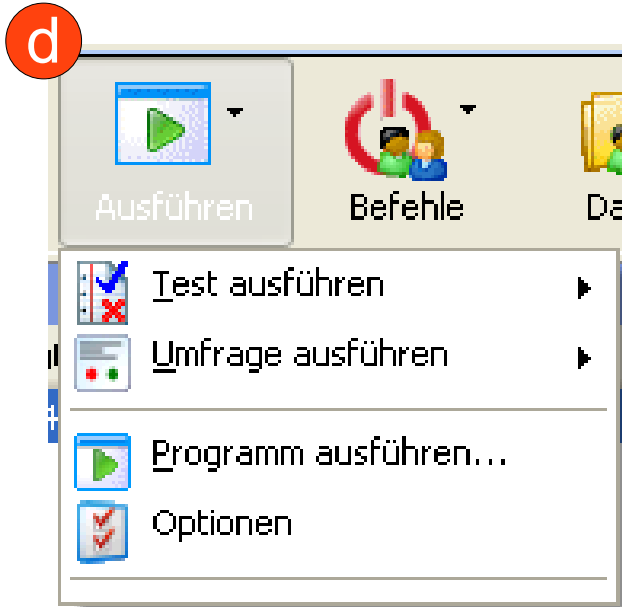 d
Ausführen Befehle Da
Test ausführen
Umfrage ausführen
Programm ausführen...
Optionen